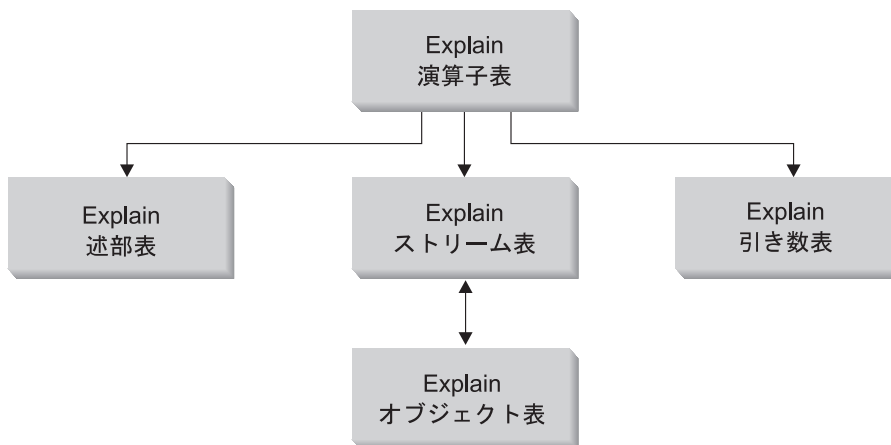 Explain
演算子表
Explain
述部表
Explain
ストリーム表
Explain
引き数表
Explain
オブジェクト表